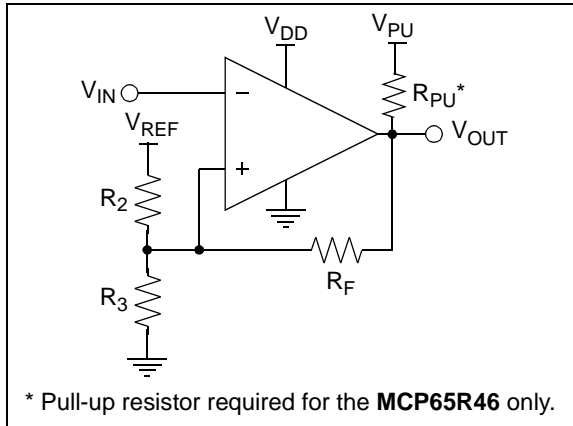 V_DD
V_PU
V_IN
−
R_PU*
V_REF
V_OUT
+
R_2
R_F
R_3
* Pull-up resistor required for the MCP65R46 only.